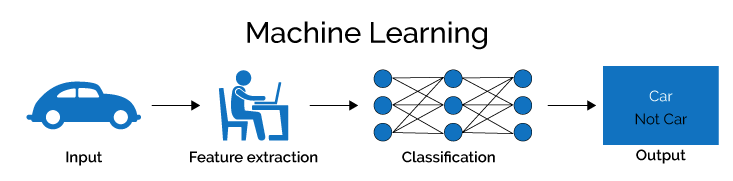 Machine Learning
Car
Not Car
Input
Feature extraction
Classification
Output